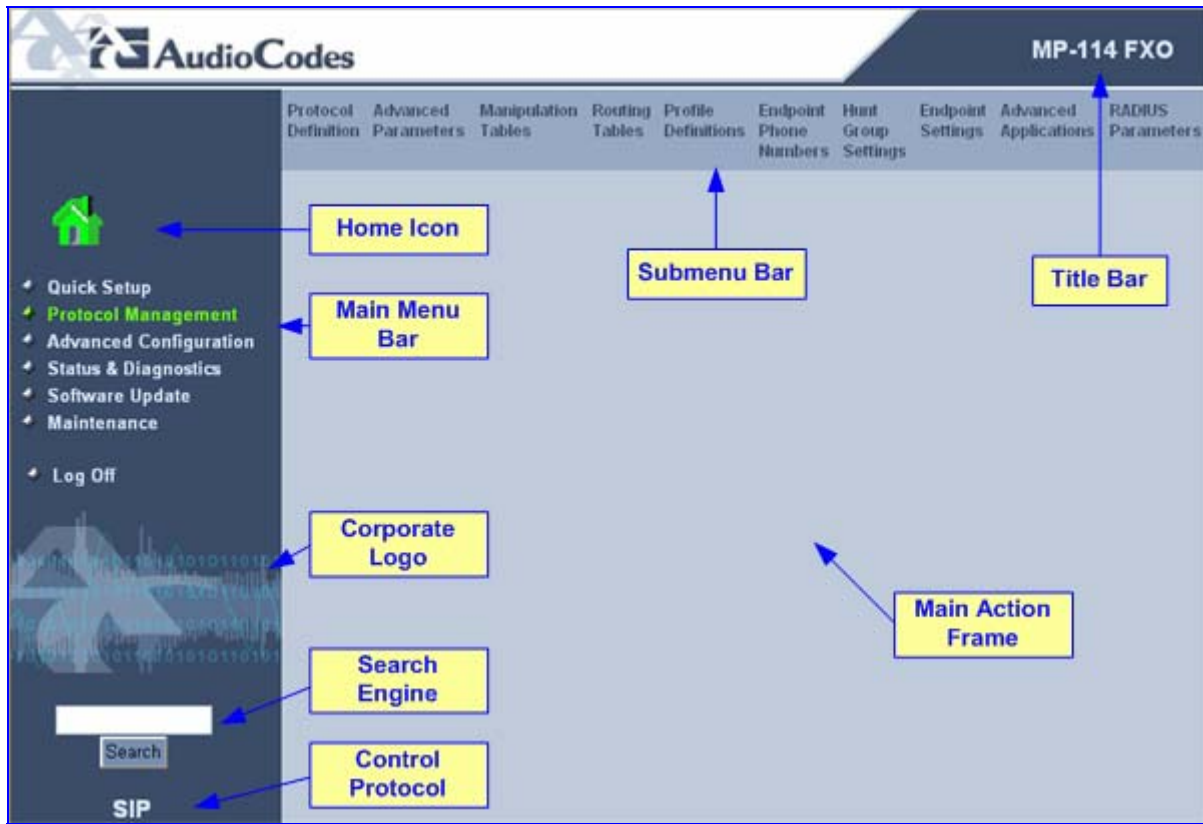 AudioCodes
MP-114 FXO
Protocol Definition
Advanced Parameters
Manipulation Tables
Routing Tables
Profile Definitions
Endpoint Phone Numbers
Hunt Group Settings
Endpoint Settings
Advanced Applications
RADIUS Parameters
Home Icon
Submenu Bar
Title Bar
Quick Setup
Protocol Management
Advanced Configuration
Status & Diagnostics
Software Update
Maintenance
Log Off
Main Menu
Bar
Corporate
Logo
Main Action
Frame
Search
Engine
Search
Control
Protocol
SIP